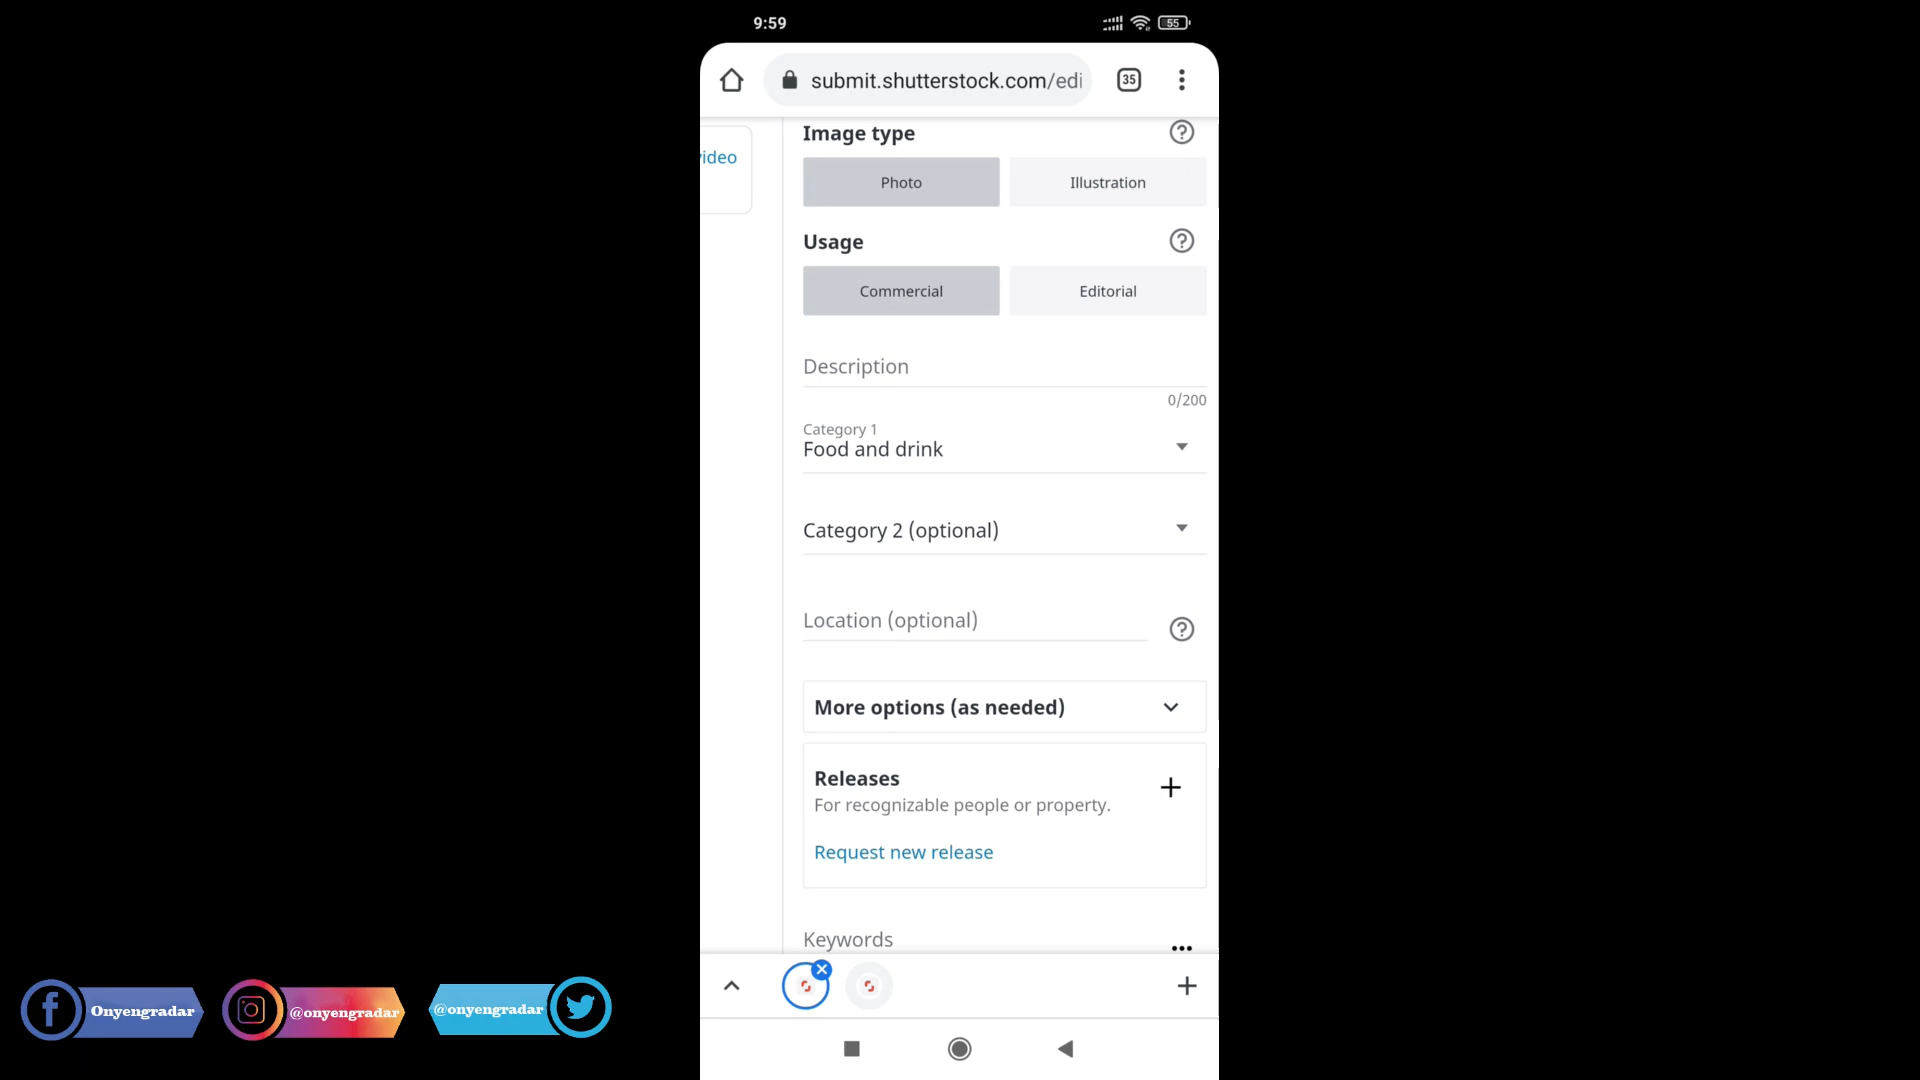 9:59
55
submit.shutterstock.com/edi
35
Image type
video
Photo
Illustration
Usage
Commercial
Editorial
Description
0/200
Category 1
Food and drink
Category 2 (optional)
Location (optional)
More options (as needed)
Releases
For recognizable people or property.
Request new release
Keywords
Onyengradar
@onyengradar
@onyengradar